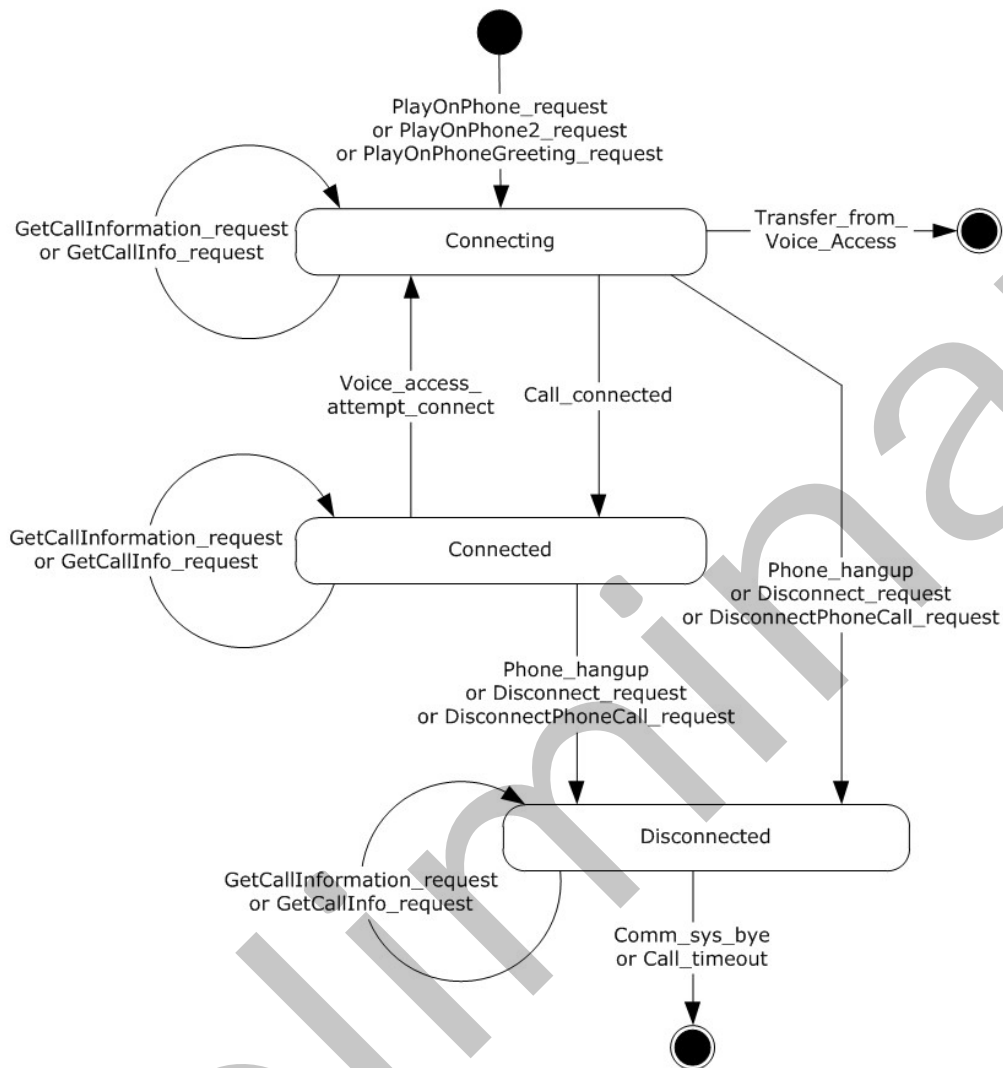 PlayOnPhone_request
or PlayOnPhone2_request
or PlayOnPhoneGreeting_request
GetCallInformation_request
or GetCallInfo_request
Connecting
Transfer_from_
Voice_Access
Voice_access_
attempt_connect
Call_connected
GetCallInformation_request
or GetCallInfo_request
Connected
Phone_hangup
or Disconnect_request
or DisconnectPhoneCall_request
Phone_hangup
or Disconnect_request
or DisconnectPhoneCall_request
Disconnected
GetCallInformation_request
or GetCallInfo_request
Comm_sys_bye
or Call_timeout